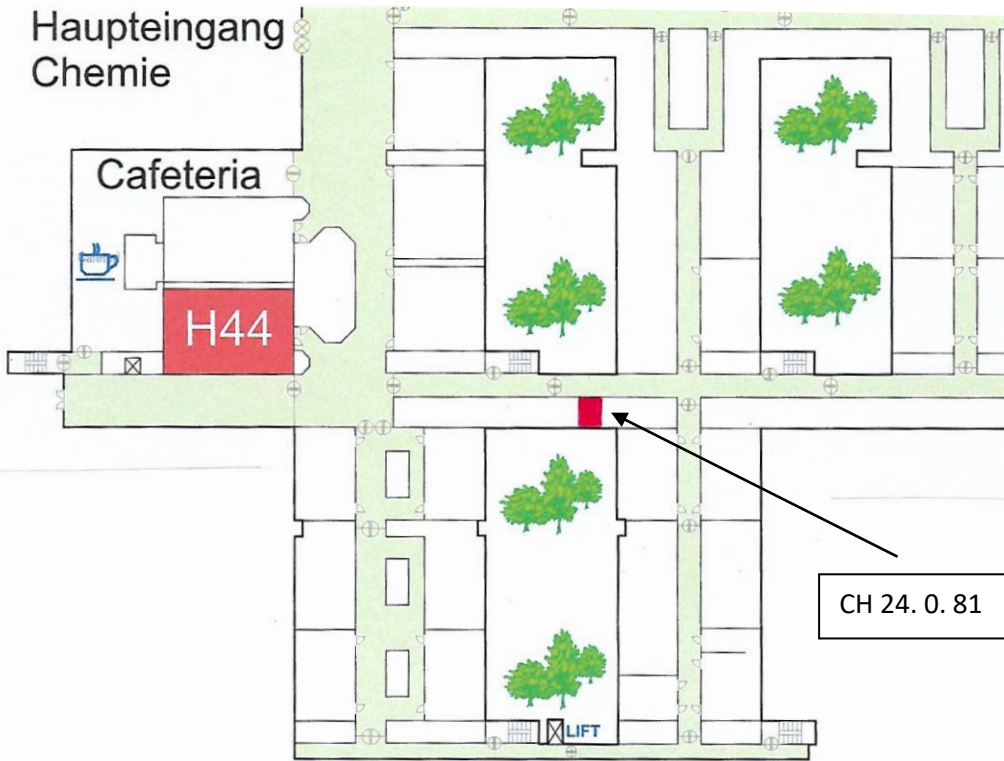 Haupteingang
Chemie
Cafeteria
H44
CH 24. 0. 81
LIFT